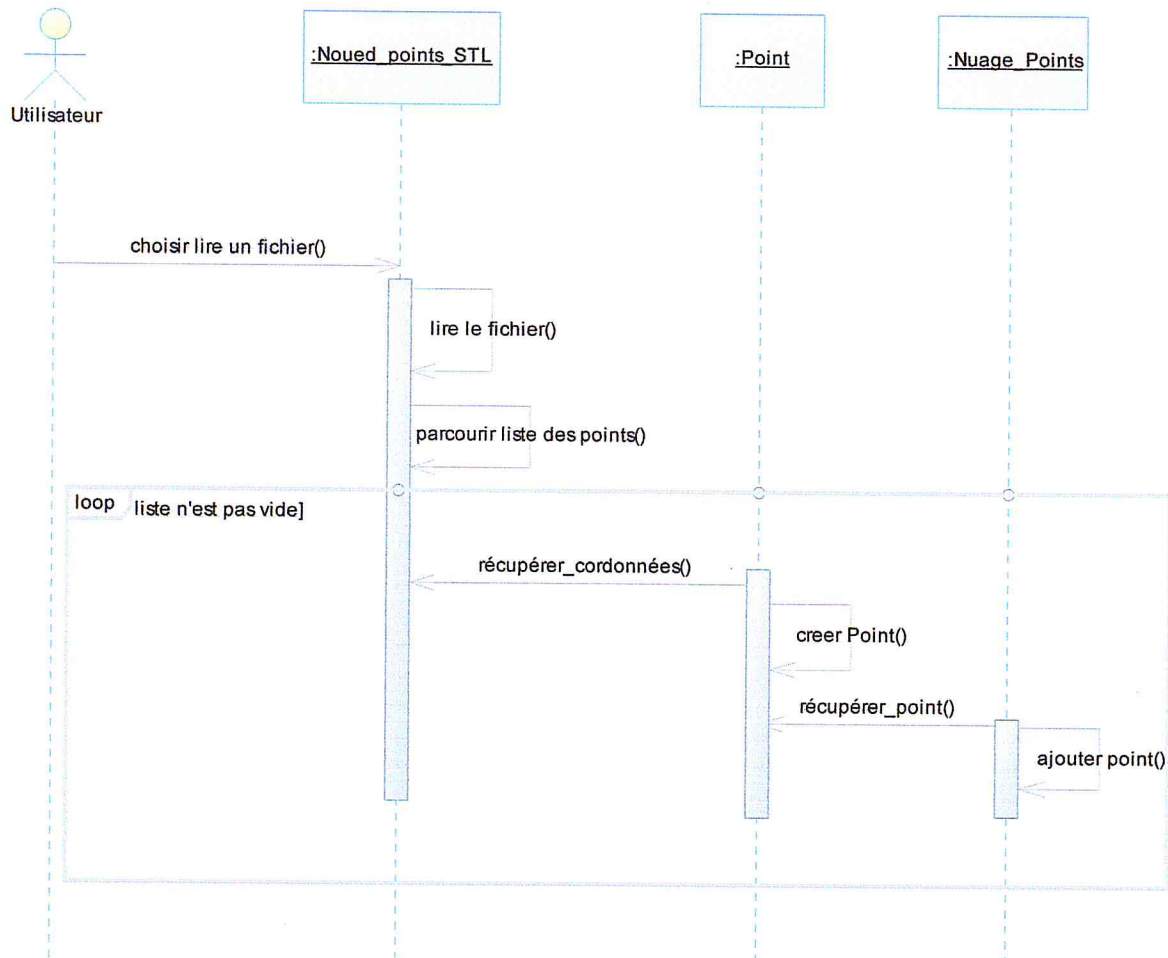 :Noued_points_STL
:Point
:Nuage_Points
Utilisateur
choisir lire un fichier()
lire le fichier()
parcourir liste des points()
loop
liste n'est pas vide]
récupérer_cordonnées()
creer Point()
récupérer_point()
ajouter point()